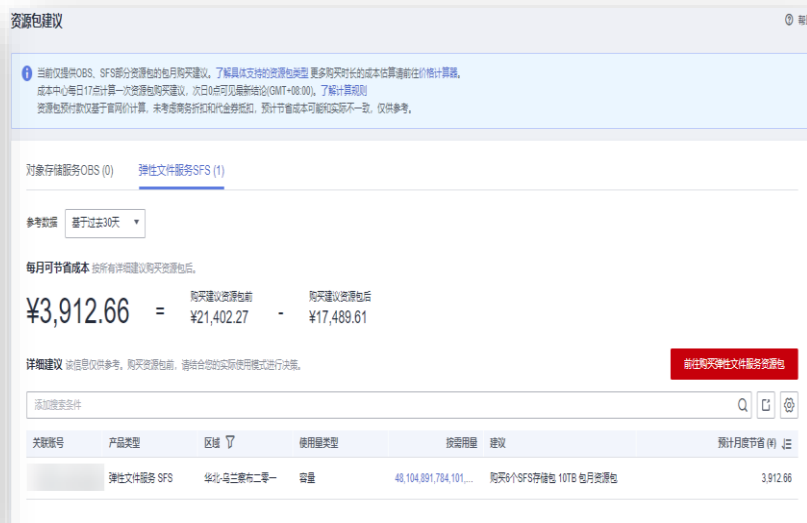 资源包建议
当前仅提供OBS、SFS部分资源包的包月购买建议。了解具体支持的资源包类型 更多购买时长的成本估算请前往价格计算器。
成本中心每日17点计算一次资源包购买建议，次日0点可见最新结论(GMT+08:00)。了解计算规则
资源包预付款仅基于官网价计算，未考虑商务折扣和代金券抵扣，预计节省成本可能和实际不一致，仅供参考。
对象存储服务OBS (0) 弹性文件服务SFS (1)
参考数据 基于过去30天
每月可节省成本 按所有详细建议购买资源包后。
购买建议资源包前 购买建议资源包后
¥3,912.66 = ¥21,402.27 - ¥17,489.61
详细建议 该信息仅供参考。购买资源包前，请结合您的实际使用模式进行决策。 前往购买弹性文件服务资源包
添加搜索条件
关联账号 产品类型 区域 使用量类型 按需用量 建议 预计月度节省 (¥)
弹性文件服务 SFS 华北-乌兰察布二零一 容量 48,104,891,784,101,... 购买6个SFS存储包 10TB 包月资源包 3,912.66